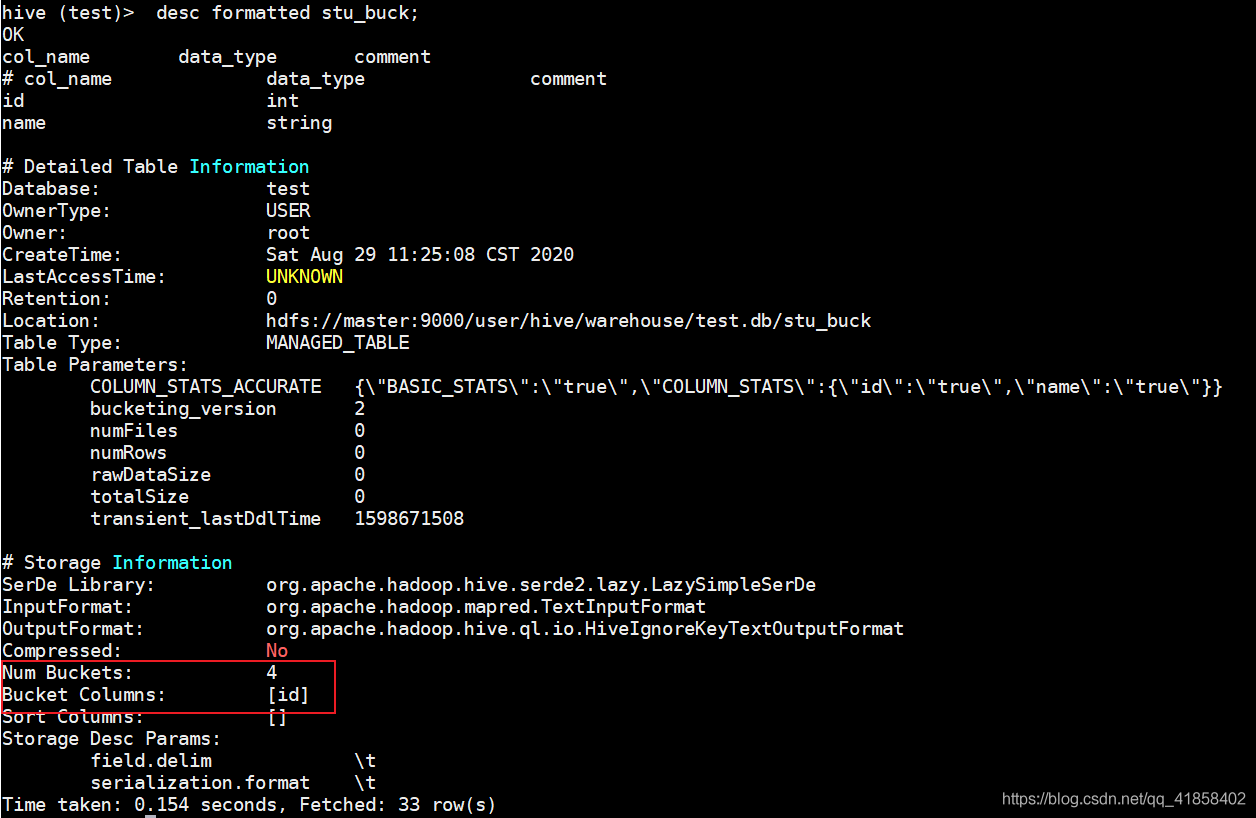 hive (test)>  desc formatted stu_buck;
OK
col_name        data_type       comment
# col_name              data_type               comment
id                      int
name                    string

# Detailed Table Information
Database:               test
OwnerType:              USER
Owner:                  root
CreateTime:             Sat Aug 29 11:25:08 CST 2020
LastAccessTime:         UNKNOWN
Retention:              0
Location:               hdfs://master:9000/user/hive/warehouse/test.db/stu_buck
Table Type:             MANAGED_TABLE
Table Parameters:
        COLUMN_STATS_ACCURATE   {\"BASIC_STATS\":\"true\",\"COLUMN_STATS\":{\"id\":\"true\",\"name\":\"true\"}}
        bucketing_version       2
        numFiles                0
        numRows                 0
        rawDataSize             0
        totalSize               0
        transient_lastDdlTime   1598671508

# Storage Information
SerDe Library:          org.apache.hadoop.hive.serde2.lazy.LazySimpleSerDe
InputFormat:            org.apache.hadoop.mapred.TextInputFormat
OutputFormat:           org.apache.hadoop.hive.ql.io.HiveIgnoreKeyTextOutputFormat
Compressed:             No
Num Buckets:            4
Bucket Columns:         [id]
Sort Columns:           []
Storage Desc Params:
        field.delim             \t
        serialization.format    \t
Time taken: 0.154 seconds, Fetched: 33 row(s)
https://blog.csdn.net/qq_41858402